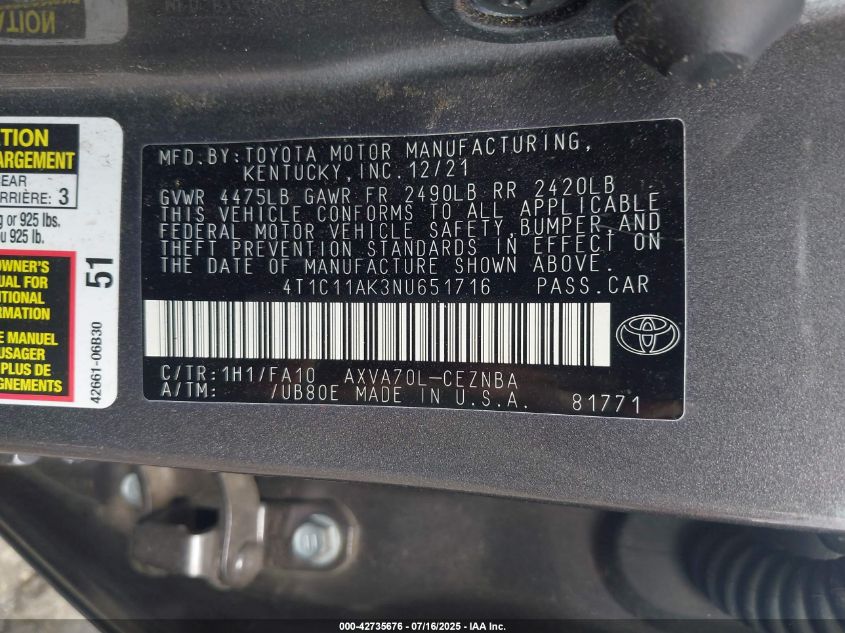 ATION
TION
ARGEMENT
EAR
RRIÈRE: 3
g or 925 lbs.
u 925 lb.
OWNER'S
UAL FOR
ITIONAL
RMATION
E MANUEL
USAGER
PLUS DE
51
42661-06B30
MFD.BY:TOYOTA MOTOR MANUFACTURING,
KENTUCKY, INC.12/21
GVWR 4475LB GAWR FR 2490LB RR 2420LB
THIS VEHICLE CONFORMS TO ALL APPLICABLE
FEDERAL MOTOR VEHICLE SAFETY,BUMPER AND
THEFT PREVENTION STANDARDS IN EFFECT ON
THE DATE OF MANUFACTURE SHOWN ABOVE.
4T1C11AK3NU651716 PASS.CAR
C/TR:1H1/FA10 AXVA70L-CEZNBA
A/TM: /UB80E MADE IN U.S.A. 81771
000-42735676 - 07/16/2025 - IAA Inc.